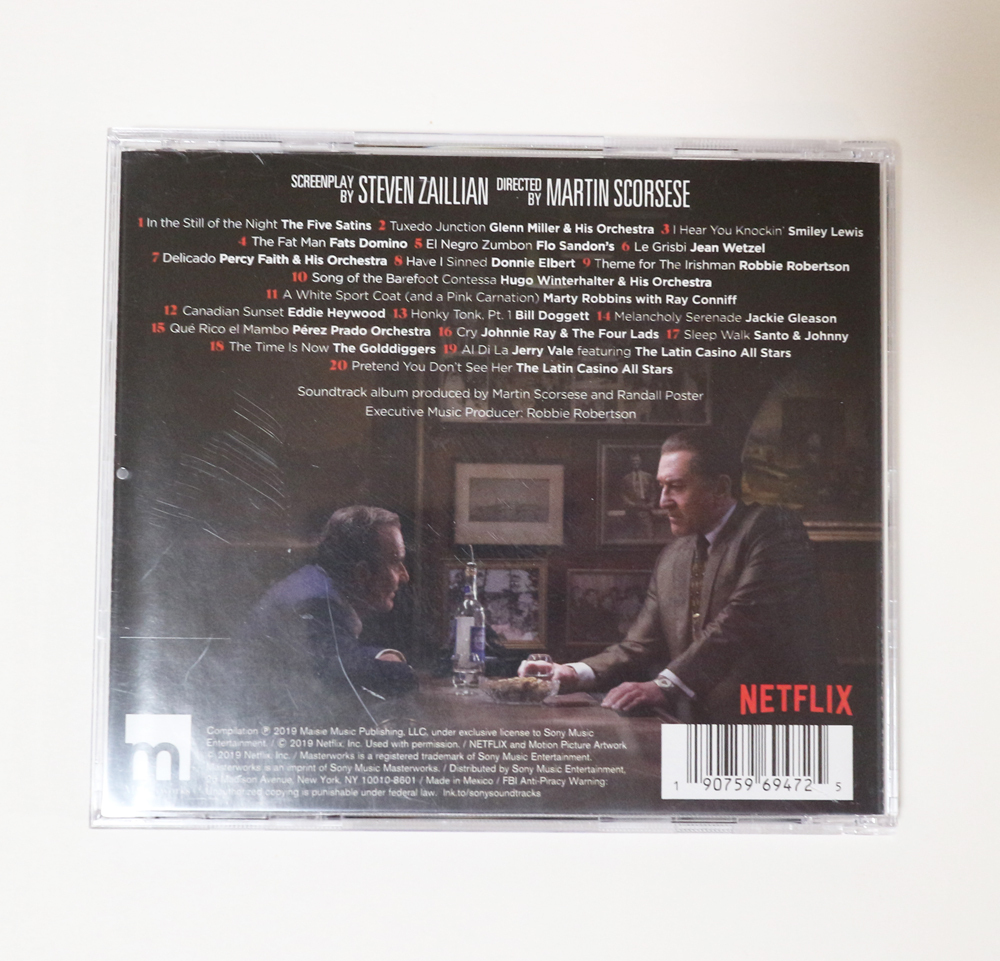 SCREENPLAY BY STEVEN ZAILLIAN DIRECTED BY MARTIN SCORSESE
1 In the Still of the Night The Five Satins 2 Tuxedo Junction Glenn Miller & His Orchestra 3 I Hear You Knockin' Smiley Lewis
4 The Fat Man Fats Domino 5 El Negro Zumbon Flo Sandon's 6 Le Grisbi Jean Wetzel
7 Delicado Percy Faith & His Orchestra 8 Have I Sinned Donnie Elbert 9 Theme for The Irishman Robbie Robertson
10 Song of the Barefoot Contessa Hugo Winterhalter & His Orchestra
11 A White Sport Coat (and a Pink Carnation) Marty Robbins with Ray Conniff
12 Canadian Sunset Eddie Heywood 13 Honky Tonk, Pt. 1 Bill Doggett 14 Melancholy Serenade Jackie Gleason
15 Qué Rico el Mambo Pérez Prado Orchestra 16 Cry Johnnie Ray & The Four Lads 17 Sleep Walk Santo & Johnny
18 The Time Is Now The Golddiggers 19 Al Di La Jerry Vale featuring The Latin Casino All Stars
20 Pretend You Don't See Her The Latin Casino All Stars
Soundtrack album produced by Martin Scorsese and Randall Poster
Executive Music Producer: Robbie Robertson
NETFLIX
m
Compilation ℗ 2019 Maisie Music Publishing, LLC, under exclusive license to Sony Music
Entertainment. / © 2019 Netflix, Inc. Used with permission. / NETFLIX and Motion Picture Artwork
© 2019 Netflix, Inc. / Masterworks is a registered trademark of Sony Music Entertainment.
is an imprint of Sony Music Masterworks. / Distributed by Sony Music Entertainment,
Madison Avenue, New York, NY 10010-8601 / Made in Mexico / FBI Anti-Piracy Warning:
Unauthorized copying is punishable under federal law. lnk.to/sonysoundtracks
1 90759 69472 5